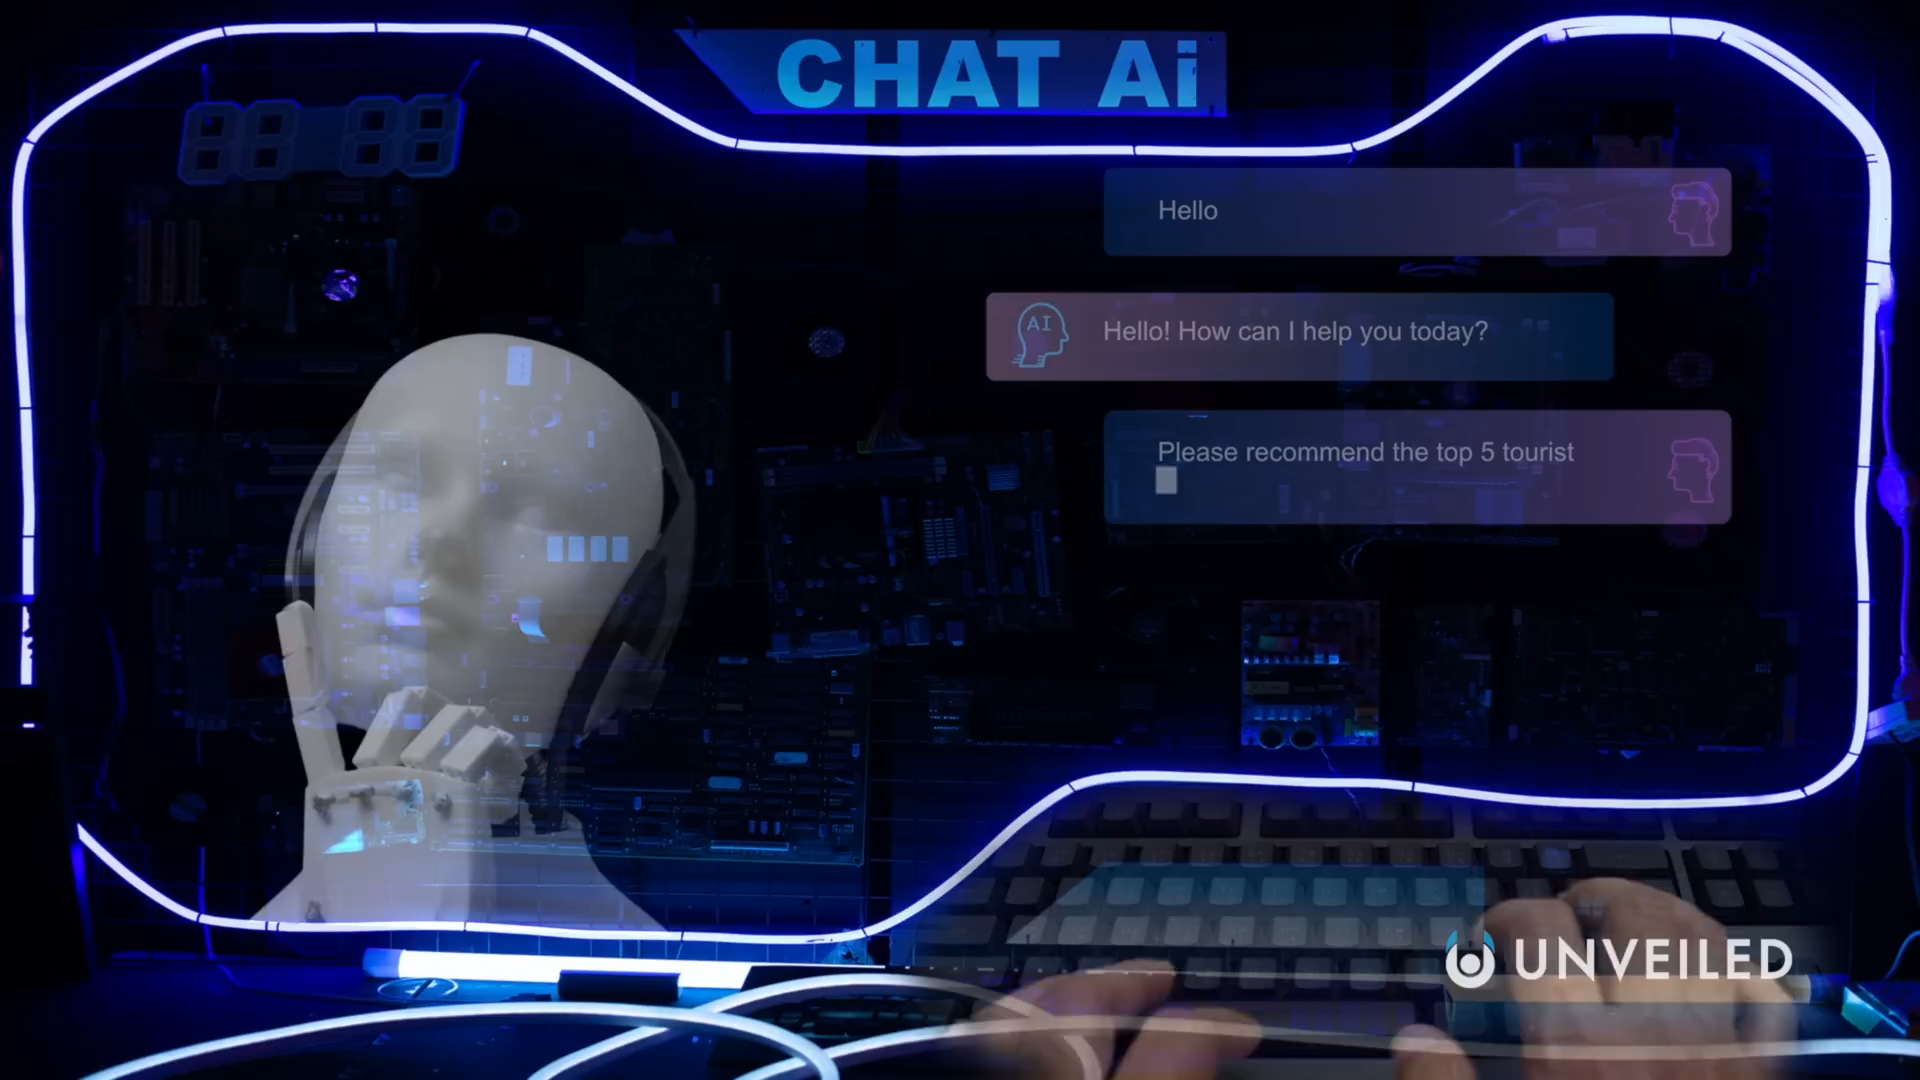 CHAT Ai
Hello
AI
Hello! How can I help you today?
Please recommend the top 5 tourist
UNVEILED